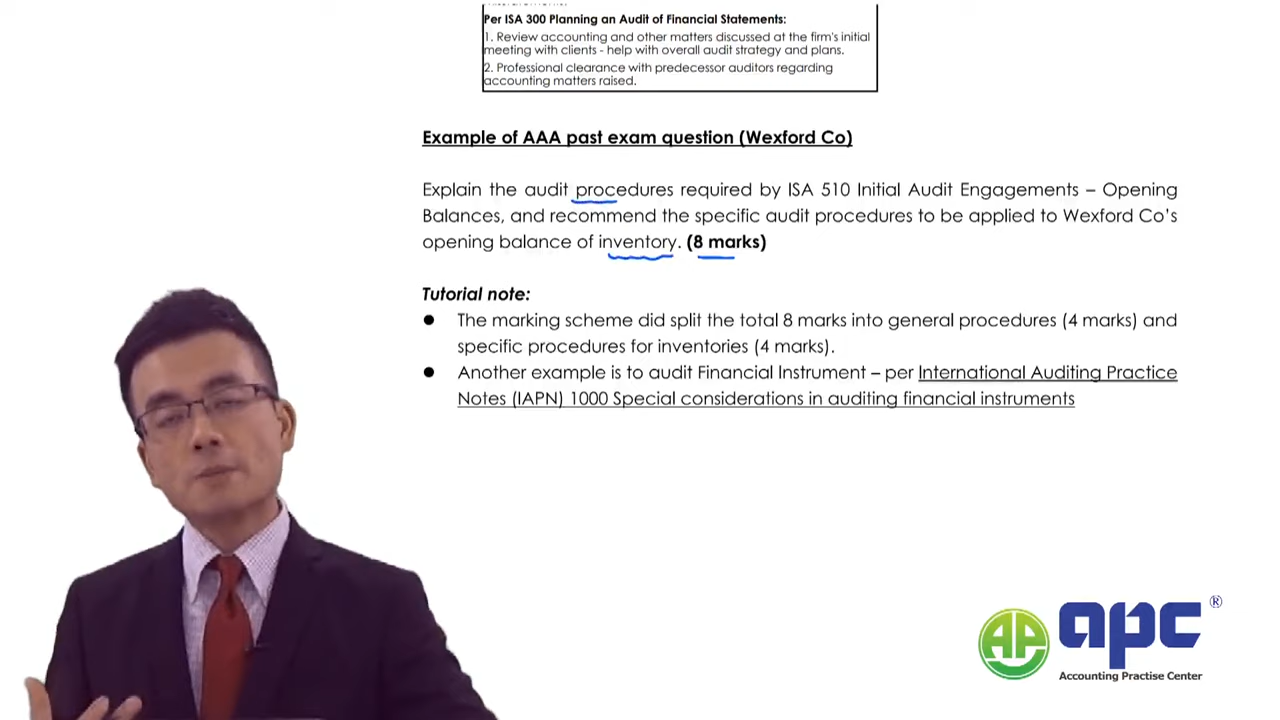 Per ISA 300 Planning an Audit of Financial Statements:
1. Review accounting and other matters discussed at the firm's initial
meeting with clients - help with overall audit strategy and plans.
2. Professional clearance with predecessor auditors regarding
accounting matters raised.
Example of AAA past exam question (Wexford Co)
Explain the audit procedures required by ISA 510 Initial Audit Engagements – Opening
Balances, and recommend the specific audit procedures to be applied to Wexford Co's
opening balance of inventory. (8 marks)
Tutorial note:
● The marking scheme did split the total 8 marks into general procedures (4 marks) and
specific procedures for inventories (4 marks).
● Another example is to audit Financial Instrument – per International Auditing Practice
Notes (IAPN) 1000 Special considerations in auditing financial instruments
AP apc ®
Accounting Practise Center